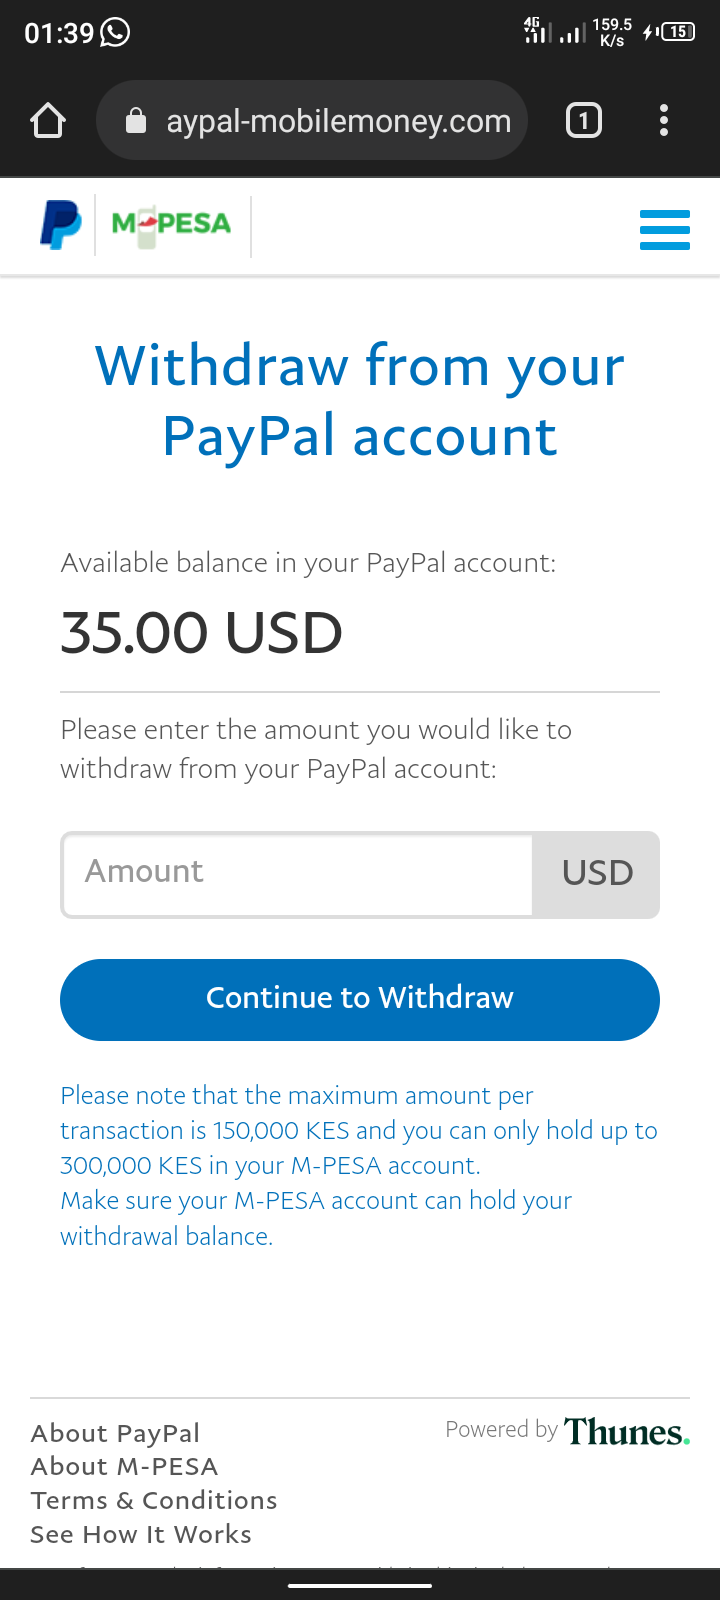 01:39
4G
159.5
K/s
15
aypal-mobilemoney.com
1
M-PESA
Withdraw from your
PayPal account
Available balance in your PayPal account:
35.00 USD
Please enter the amount you would like to
withdraw from your PayPal account:
Amount
USD
Continue to Withdraw
Please note that the maximum amount per
transaction is 150,000 KES and you can only hold up to
300,000 KES in your M-PESA account.
Make sure your M-PESA account can hold your
withdrawal balance.
About PayPal
Powered by Thunes.
About M-PESA
Terms & Conditions
See How It Works